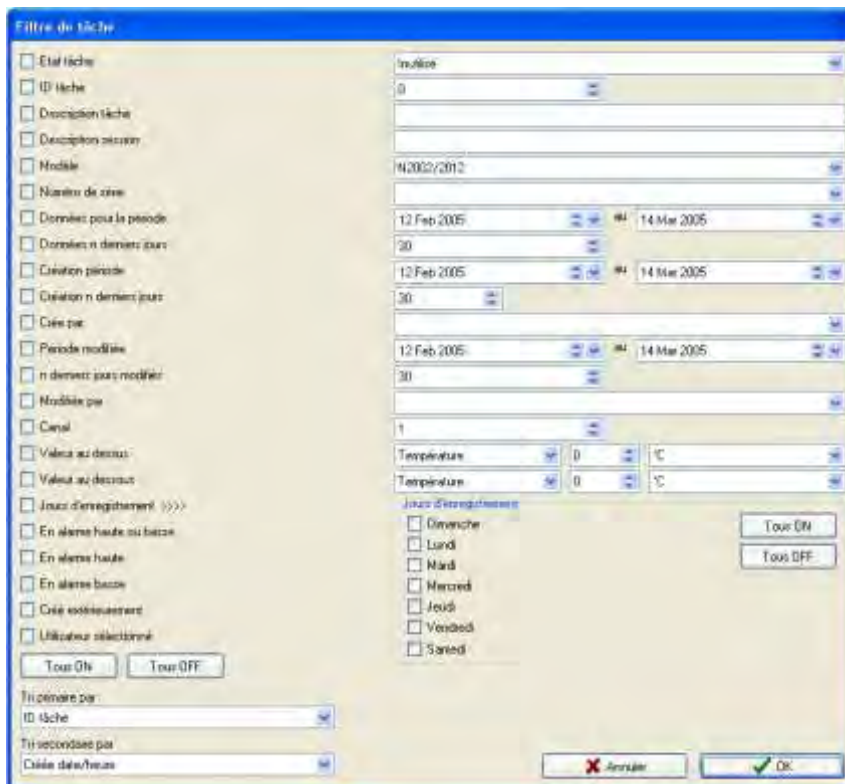 Filtre de tâche
Etat tâche Inutilisé
ID tâche 0
Description tâche
Description session
Modèle N2002/2012
Numéro de série
Données pour la période 12 Feb 2005 au 14 Mar 2005
Données n derniers jours 30
Création période 12 Feb 2005 au 14 Mar 2005
Création n derniers jours 30
Créé par
Période modifiée 12 Feb 2005 au 14 Mar 2005
n derniers jours modifiés 30
Modifiée par
Canal 1
Valeur au dessus Température 0 °C
Valeur au dessous Température 0 °C
Jours d'enregistrement >>>> Jours d'enregistrement
En alarme haute ou basse
En alarme haute
En alarme basse
Créé extérieurement
Utilisateur sélectionné
Dimanche
Lundi
Mardi
Mercredi
Jeudi
Vendredi
Samedi
Tous ON
Tous OFF
Tous ON Tous OFF
Tri primaire par
ID tâche
Tri secondaire par
Créée date/heure
Annuler OK